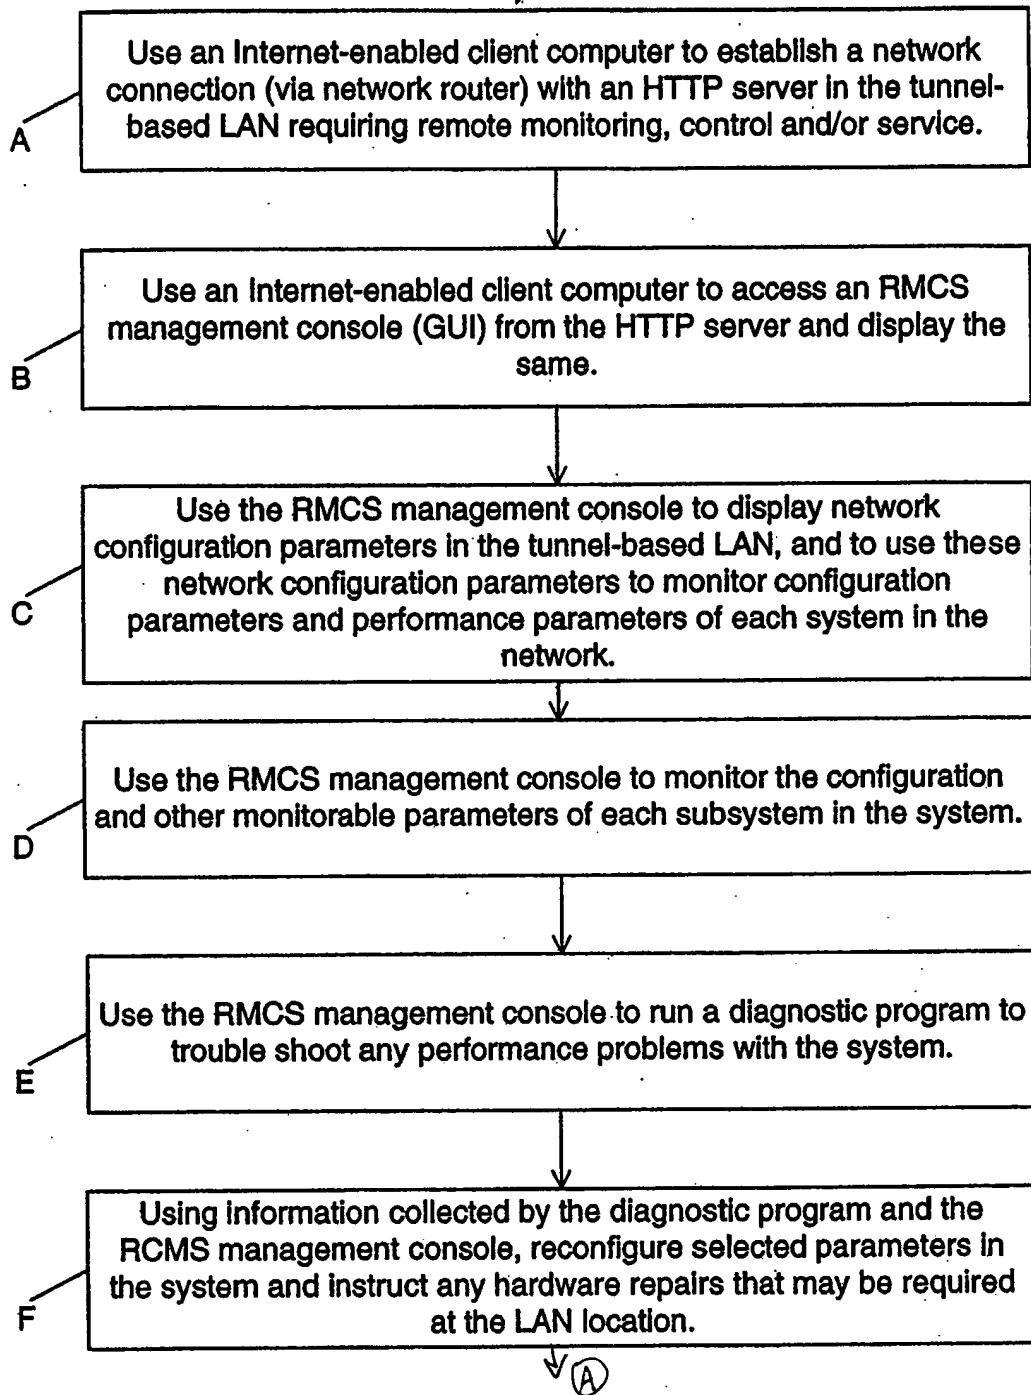 Use an Internet-enabled client computer to establish a network
connection (via network router) with an HTTP server in the tunnel-
based LAN requiring remote monitoring, control and/or service.
A
Use an Internet-enabled client computer to access an RMCS
management console (GUI) from the HTTP server and display the
same.
B
Use the RMCS management console to display network
configuration parameters in the tunnel-based LAN, and to use these
network configuration parameters to monitor configuration
parameters and performance parameters of each system in the
network.
C
Use the RMCS management console to monitor the configuration
and other monitorable parameters of each subsystem in the system.
D
Use the RMCS management console to run a diagnostic program to
trouble shoot any performance problems with the system.
E
Using information collected by the diagnostic program and the
RCMS management console, reconfigure selected parameters in
the system and instruct any hardware repairs that may be required
at the LAN location.
F
A